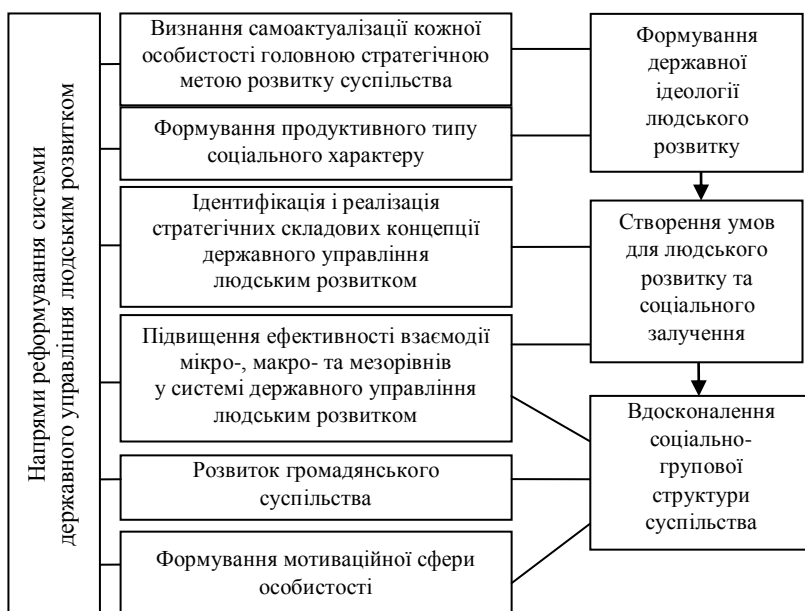 Напрями реформування системи
державного управління людським розвитком
Визнання самоактуалізації кожної
особистості головною стратегічною
метою розвитку суспільства
Формування продуктивного типу
соціального характеру
Ідентифікація і реалізація
стратегічних складових концепції
державного управління
людським розвитком
Підвищення ефективності взаємодії
мікро-, макро- та мезорівнів
у системі державного управління
людським розвитком
Розвиток громадянського
суспільства
Формування мотиваційної сфери
особистості
Формування
державної
ідеології
людського
розвитку
Створення умов
для людського
розвитку та
соціального
залучення
Вдосконалення
соціально-
групової
структури
суспільства